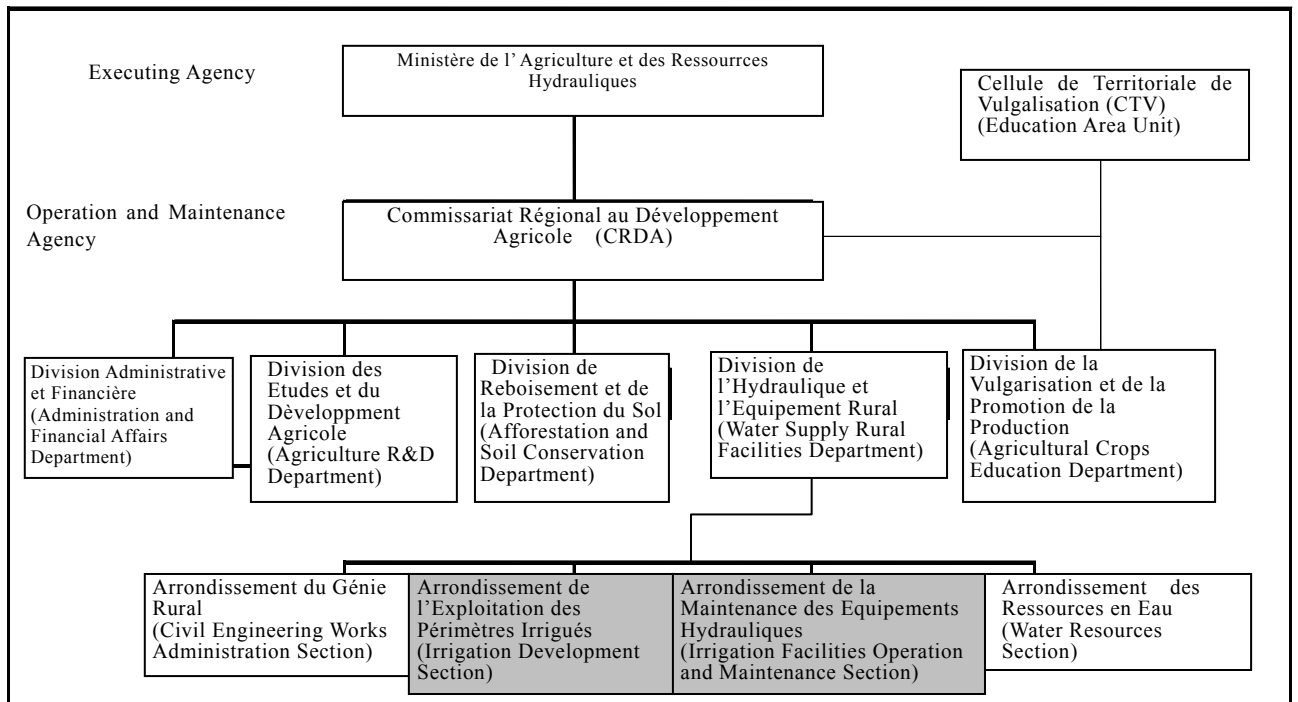 Executing Agency
Ministère de l’Agriculture et des Ressourrces
Hydrauliques
Cellule de Territoriale de
Vulgalisation (CTV)
(Education Area Unit)
Operation and Maintenance
Agency
Commissariat Régional au Développement
Agricole (CRDA)
Division Administrative
et Financière
(Administration and
Financial Affairs
Department)
Division des
Etudes et du
Dèveloppment
Agricole
(Agriculture R&D
Department)
Division de
Reboisement et de
la Protection du Sol
(Afforestation and
Soil Conservation
Department)
Division de
l’Hydraulique et
l’Equipement Rural
(Water Supply Rural
Facilities Department)
Division de la
Vulgarisation et de la
Promotion de la
Production
(Agricultural Crops
Education Department)
Arrondissement du Génie
Rural
(Civil Engineering Works
Administration Section)
Arrondissement de
l’Exploitation des
Périmètres Irrigués
(Irrigation Development
Section)
Arrondissement de la
Maintenance des Equipements
Hydrauliques
(Irrigation Facilities Operation
and Maintenance Section)
Arrondissement des
Ressources en Eau
(Water Resources
Section)